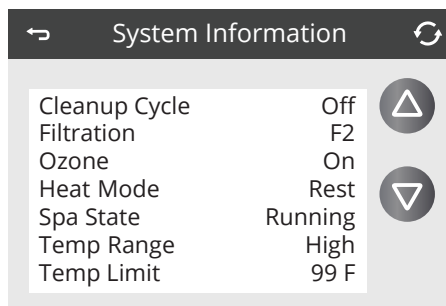 System Information
Cleanup Cycle Off
Filtration F2
Ozone On
Heat Mode Rest
Spa State Running
Temp Range High
Temp Limit 99 F